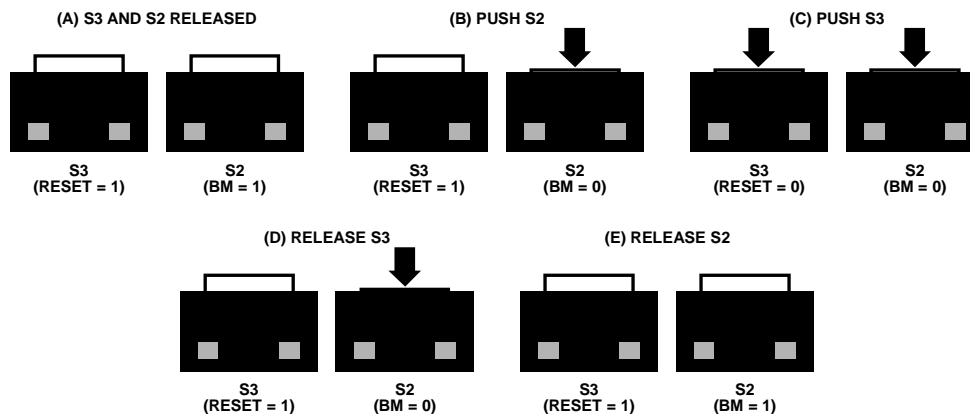 (A) S3 AND S2 RELEASED
(B) PUSH S2
(C) PUSH S3
S3
(RESET = 1)
S2
(BM = 1)
S3
(RESET = 1)
S2
(BM = 0)
S3
(RESET = 0)
S2
(BM = 0)
(D) RELEASE S3
(E) RELEASE S2
S3
(RESET = 1)
S2
(BM = 0)
S3
(RESET = 1)
S2
(BM = 1)